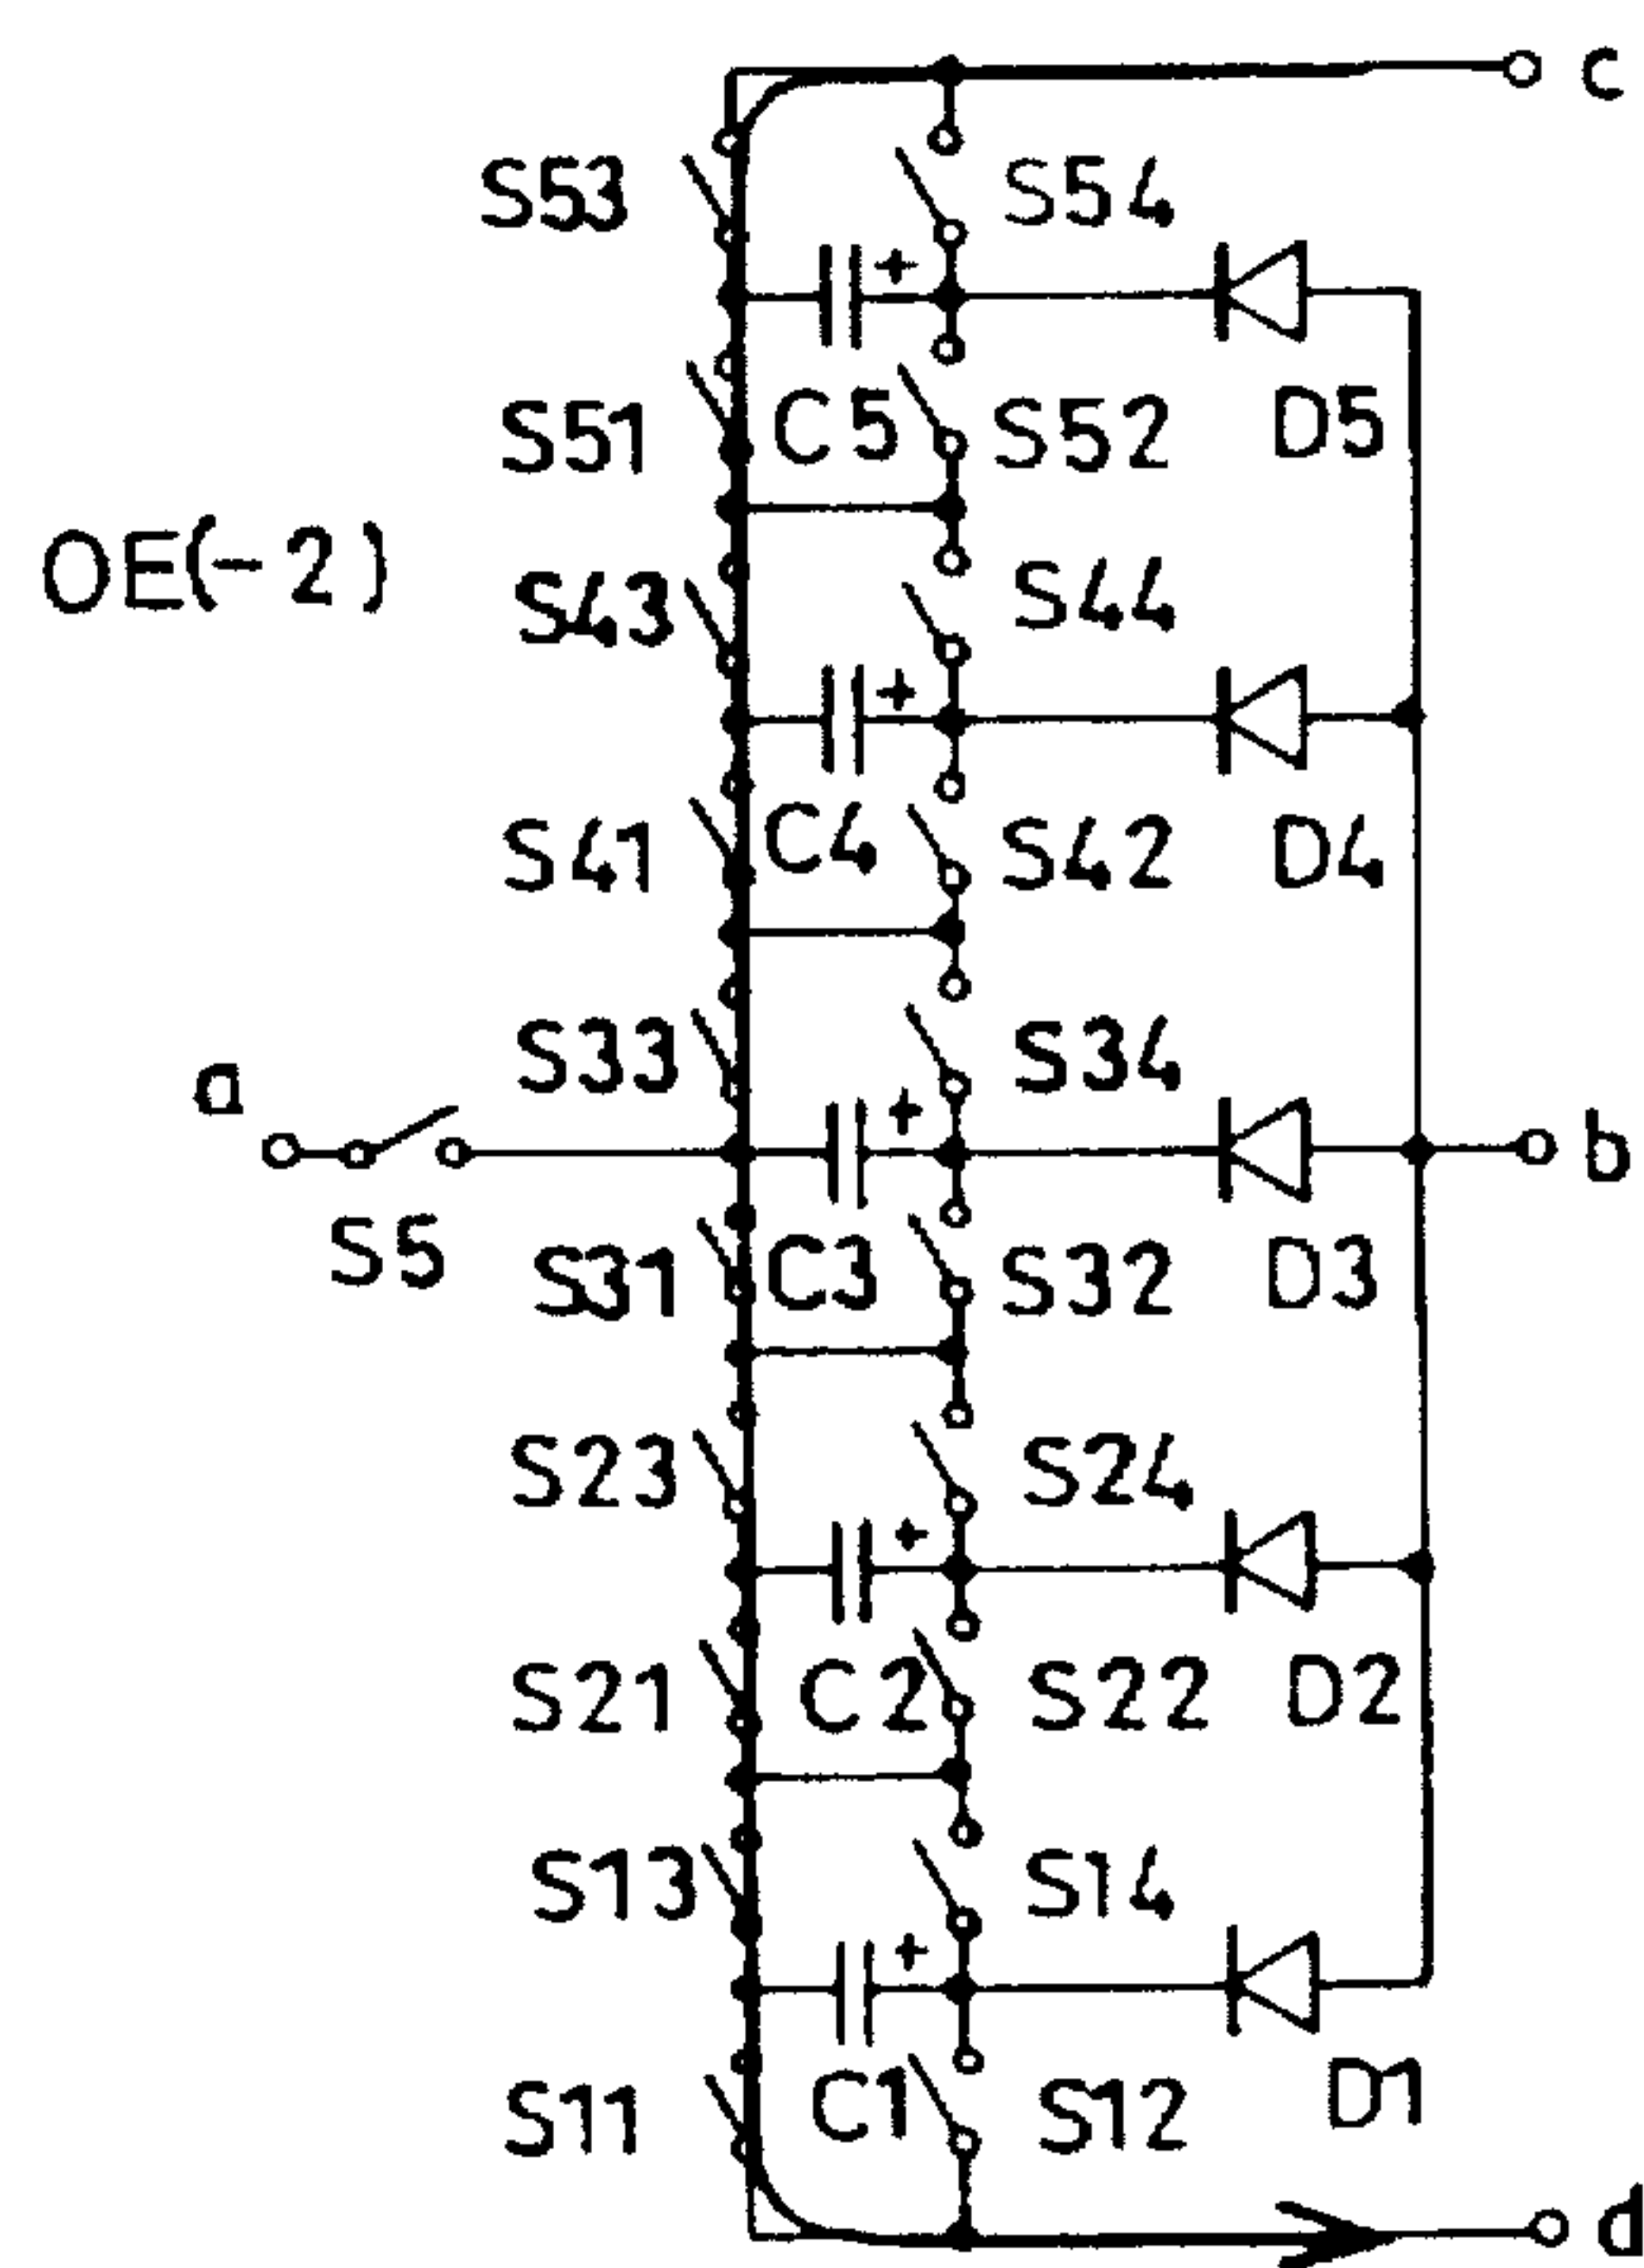 c
S53 S54
+
C5
S51 S52 D5
OE(-2)
S43 S44
+
C4
S41 S42 D4
S33 S34
a
+
b
S5
C3
S31 S32 D3
S23 S24
+
C2
S21 S22 D2
S13 S14
+
C1
S11 S12 D1
d